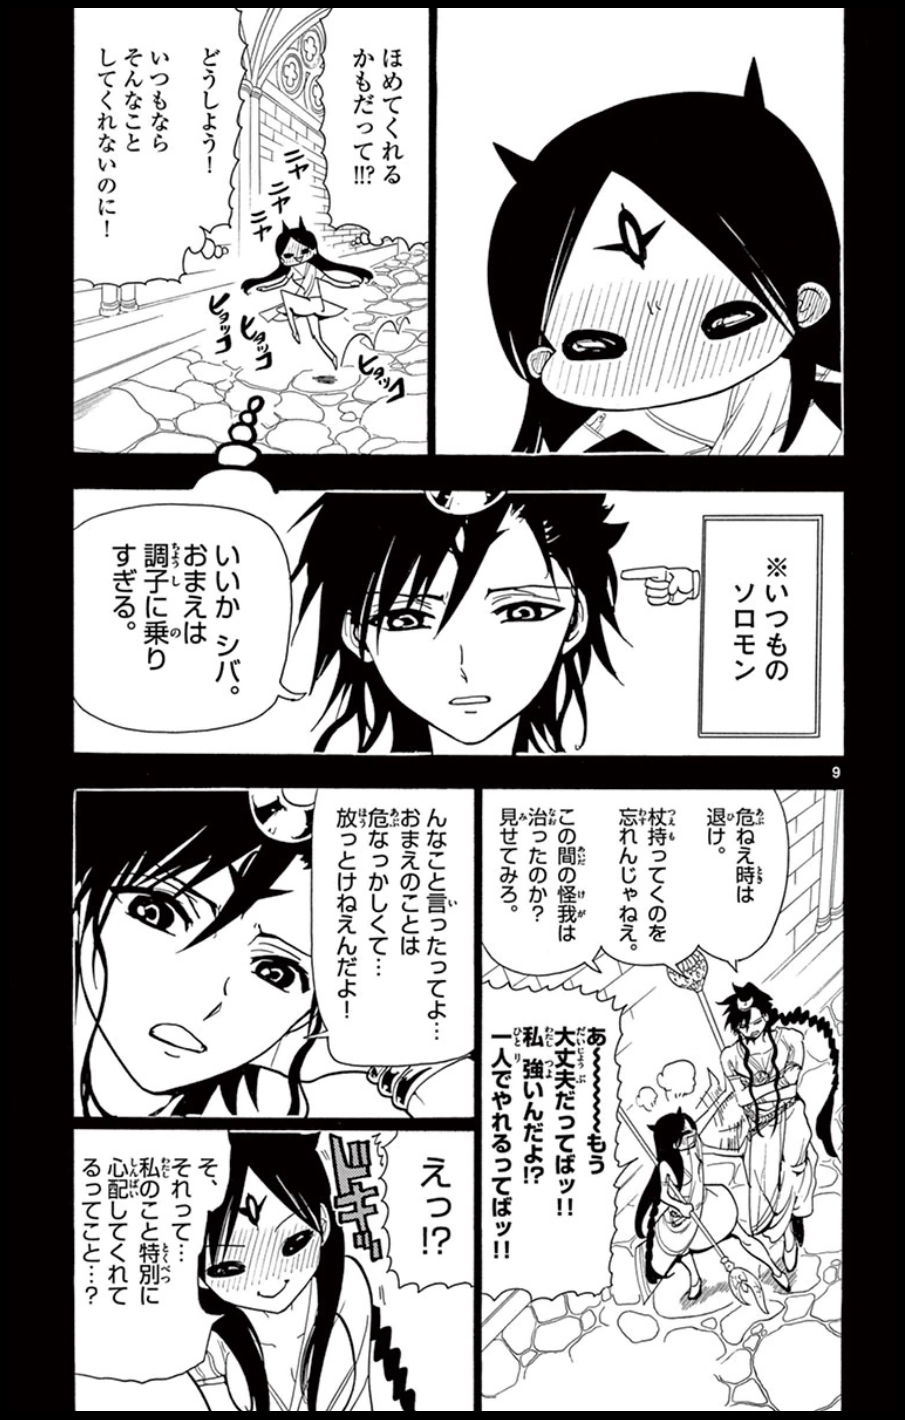 ほめてくれる
かもだって!!?
どうしよう！
いつもなら
そんなこと
してくれないのに！
ニヤ
ニヤ
ニヤ
ヒョッコ
ヒョッコ
ヒョッコ
※いつもの
ソロモン
いいか シバ。
おまえは
調子に乗り
すぎる。
9
危ねえ時は
退け。
杖持ってくのを
忘れんじゃねえ。
この間の怪我は
治ったのか？
見せてみろ。
あ〜〜〜〜もう
大丈夫だってばッ!!
私 強いんだよ!?
一人でやれるってばッ!!
んなこと言ったってよ…
おまえのことは
危なっかしくて…
放っとけねえんだよ！
えっ!?
ドキッ
そ、
それって…
私のこと特別に
心配してくれて
るってこと…？